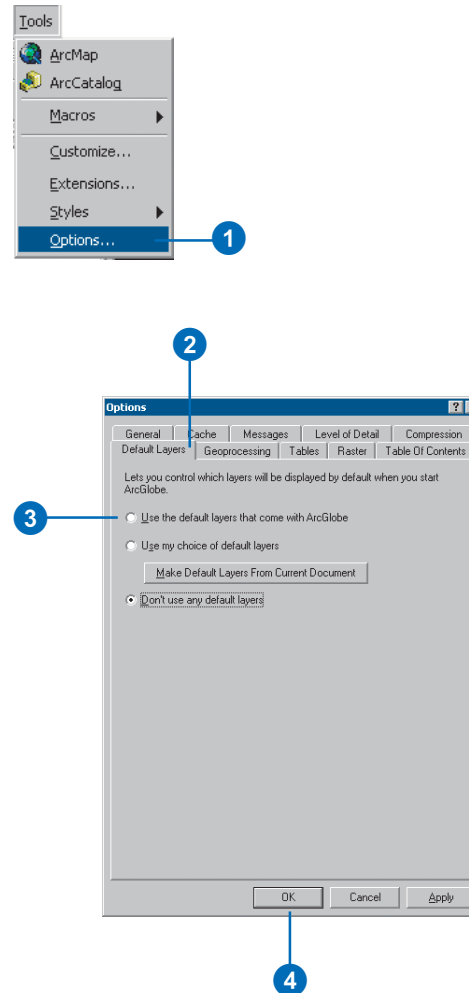 Tools
ArcMap
ArcCatalog
Macros
Customize...
Extensions...
Styles
Options...
1
2
Options
?
General Cache Messages Level of Detail Compression
Default Layers Geoprocessing Tables Raster Table Of Contents
Lets you control which layers will be displayed by default when you start
ArcGlobe.
3
Use the default layers that come with ArcGlobe
Use my choice of default layers
Make Default Layers From Current Document
Don't use any default layers
OK Cancel Apply
4